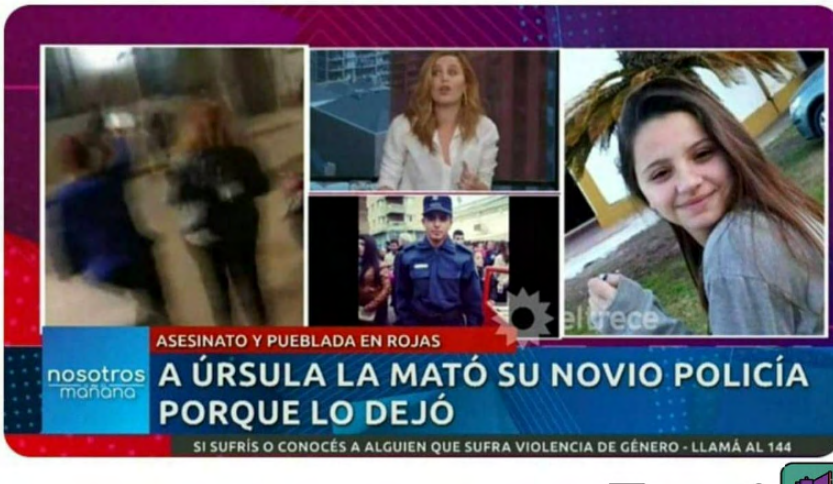 eltrece
ASESINATO Y PUEBLADA EN ROJAS
nosotros
mañana
A ÚRSULA LA MATÓ SU NOVIO POLICÍA
PORQUE LO DEJÓ
SI SUFRÍS O CONOCÉS A ALGUIEN QUE SUFRA VIOLENCIA DE GÉNERO - LLAMÁ AL 144